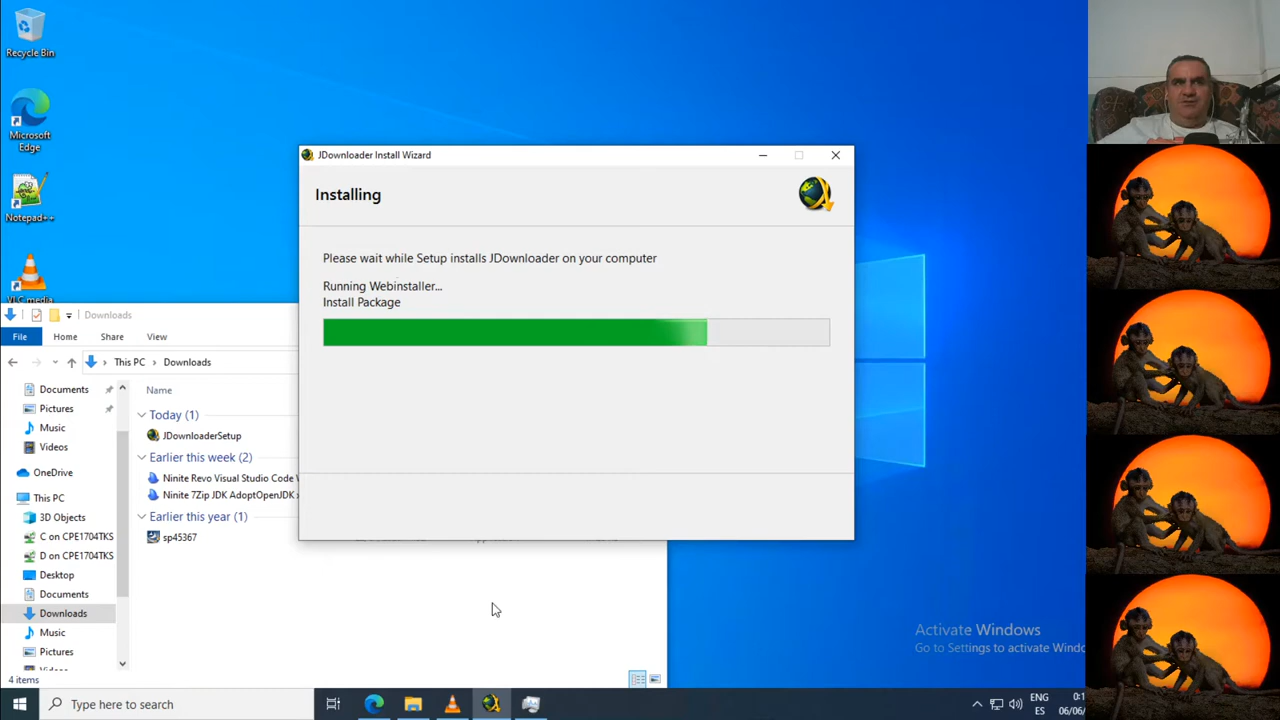 Recycle Bin
Microsoft
Edge
Notepad++
VLC media
JDownloader Install Wizard
Installing
Please wait while Setup installs JDownloader on your computer
Running Webinstaller...
Install Package
Downloads
File
Home
Share
View
This PC
Downloads
Documents
Pictures
Music
Videos
OneDrive
This PC
3D Objects
C on CPE1704TKS
D on CPE1704TKS
Desktop
Documents
Downloads
Music
Pictures
Name
Today (1)
JDownloaderSetup
Earlier this week (2)
Ninite Revo Visual Studio Code
Ninite 7Zip JDK AdoptOpenJDK
Earlier this year (1)
sp45367
4 items
Activate Windows
Go to Settings to activate Windo
Type here to search
ENG
ES
0:1
06/06/